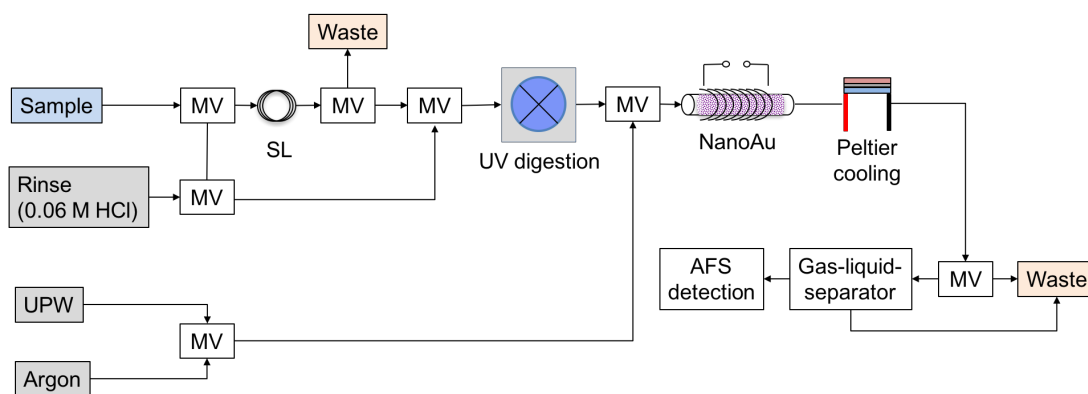 Waste
Sample
MV
MV
MV
MV
SL
UV digestion
NanoAu
Peltier
cooling
Rinse
(0.06 M HCl)
MV
AFS
detection
Gas-liquid-
separator
MV
Waste
UPW
MV
Argon